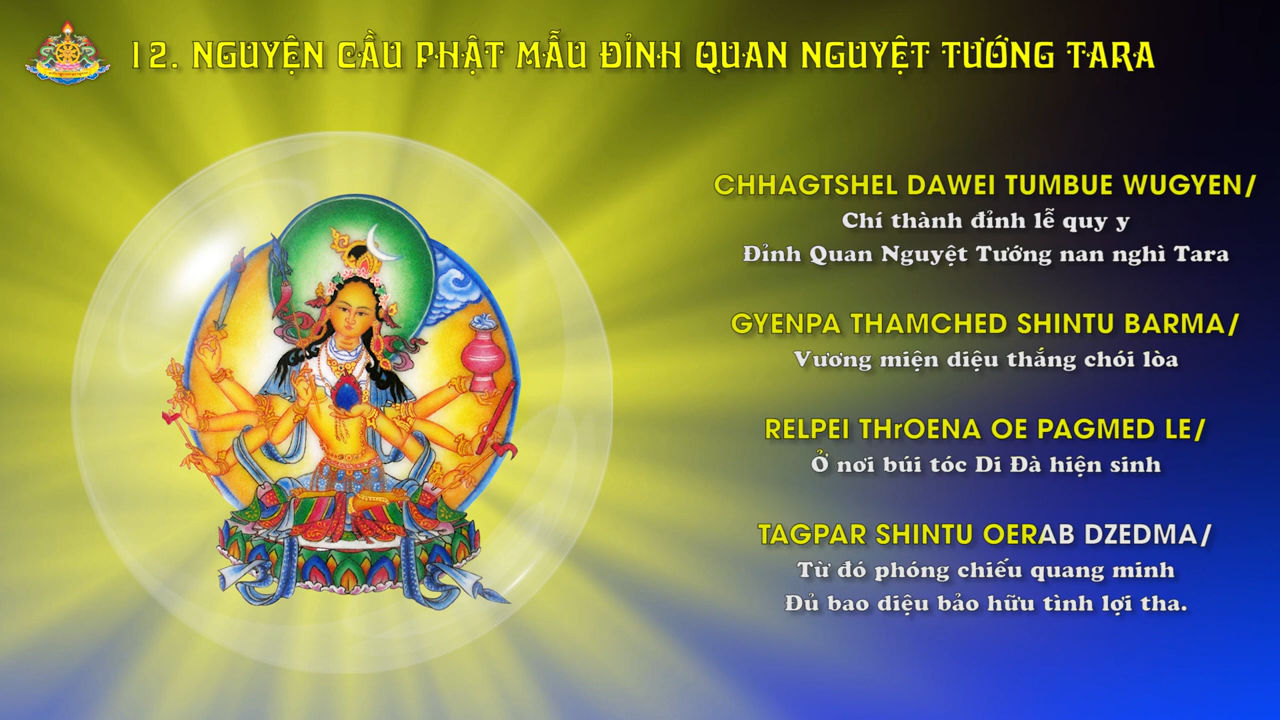 12. NGUYỆN CẦU PHẬT MẪU ĐỈNH QUAN NGUYỆT TƯỚNG TARA
CHHAGTSHEL DAWEI TUMBUE WUGYEN/
Chí thành đỉnh lễ quy y
Đỉnh Quan Nguyệt Tướng nan nghì Tara
GYENPA THAMCHED SHINTU BARMA/
Vương miện diệu thắng chói lòa
RELPEI THrOENA OE PAGMED LE/
Ở nơi búi tóc Di Đà hiện sinh
TAGPAR SHINTU OERAB DZEDMA/
Từ đó phóng chiếu quang minh
Đủ bao diệu bảo hữu tình lợi tha.